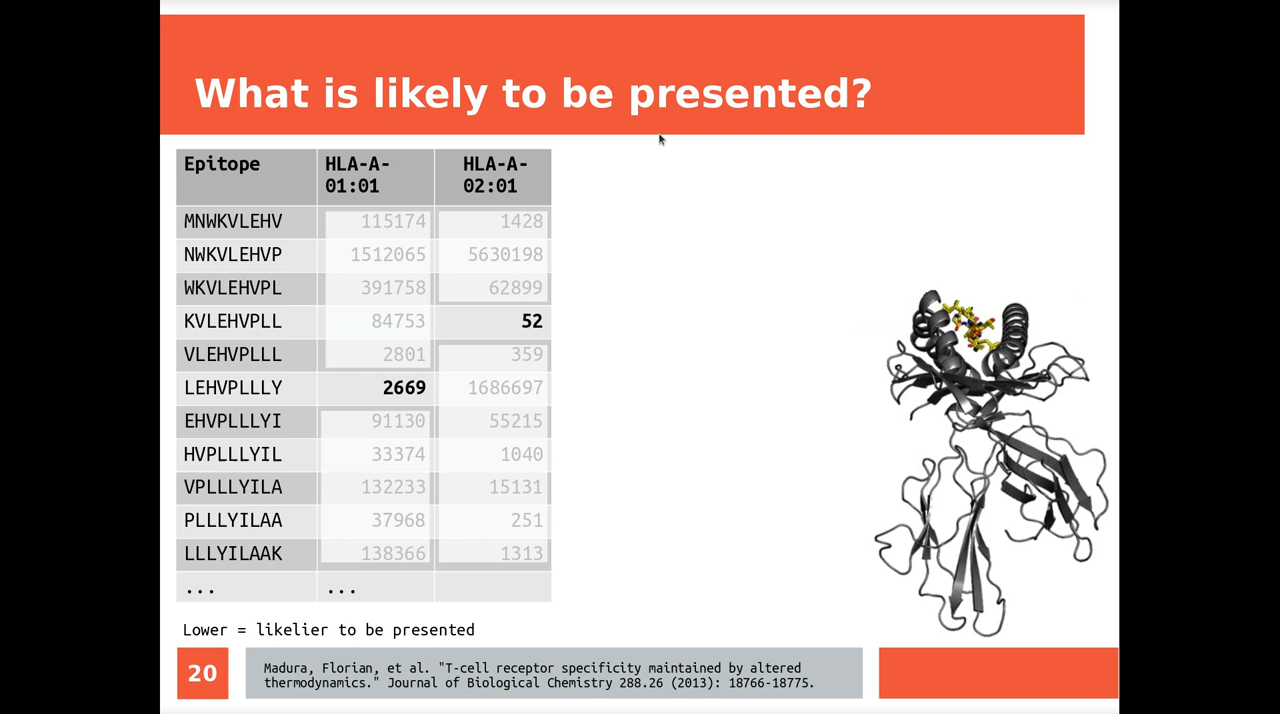 What is likely to be presented?
Epitope HLA-A-01:01 HLA-A-02:01
MNWKVLEHV 115174 1428
NWKVLEHVP 1512065 5630198
WKVLEHVPL 391758 62899
KVLEHVPLL 84753 52
VLEHVPLLL 2801 359
LEHVPLLLY 2669 1686697
EHVPLLLYI 91130 55215
HVPLLLYIL 33374 1040
VPLLLYILA 132233 15131
PLLLYILAA 37968 251
LLLYILAAK 138366 1313
... ...
Lower = likelier to be presented
20
Madura, Florian, et al. "T-cell receptor specificity maintained by altered
thermodynamics." Journal of Biological Chemistry 288.26 (2013): 18766-18775.